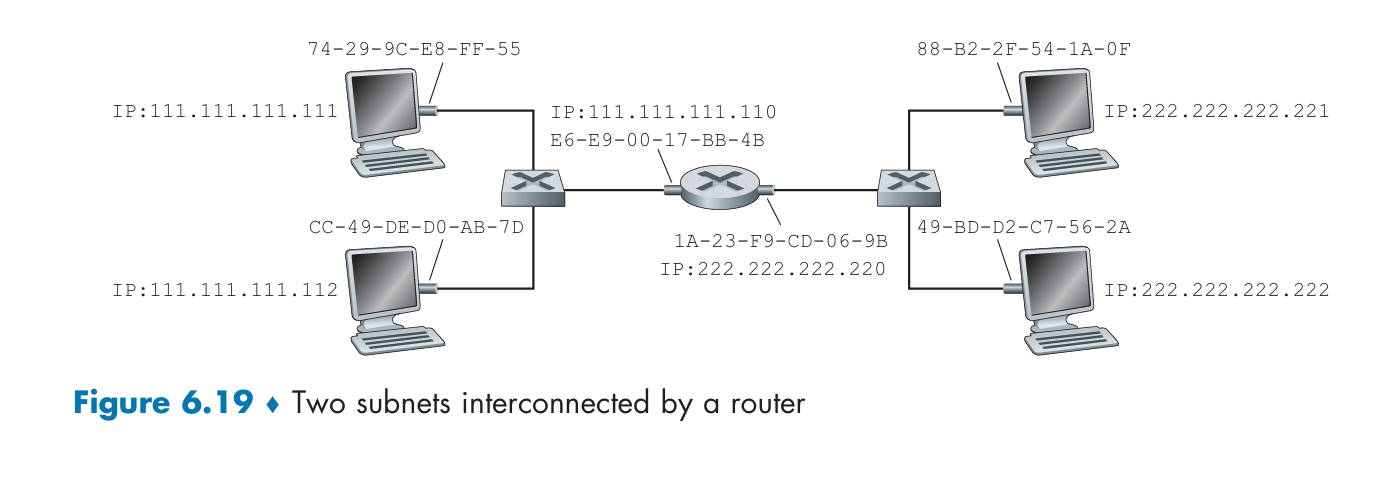 74-29-9C-E8-FF-55
88-B2-2F-54-1A-0F
IP:111.111.111.111
IP:111.111.111.110
E6-E9-00-17-BB-4B
IP:222.222.222.221
CC-49-DE-D0-AB-7D
1A-23-F9-CD-06-9B
IP:222.222.222.220
49-BD-D2-C7-56-2A
IP:111.111.111.112
IP:222.222.222.222
Figure 6.19 ♦ Two subnets interconnected by a router